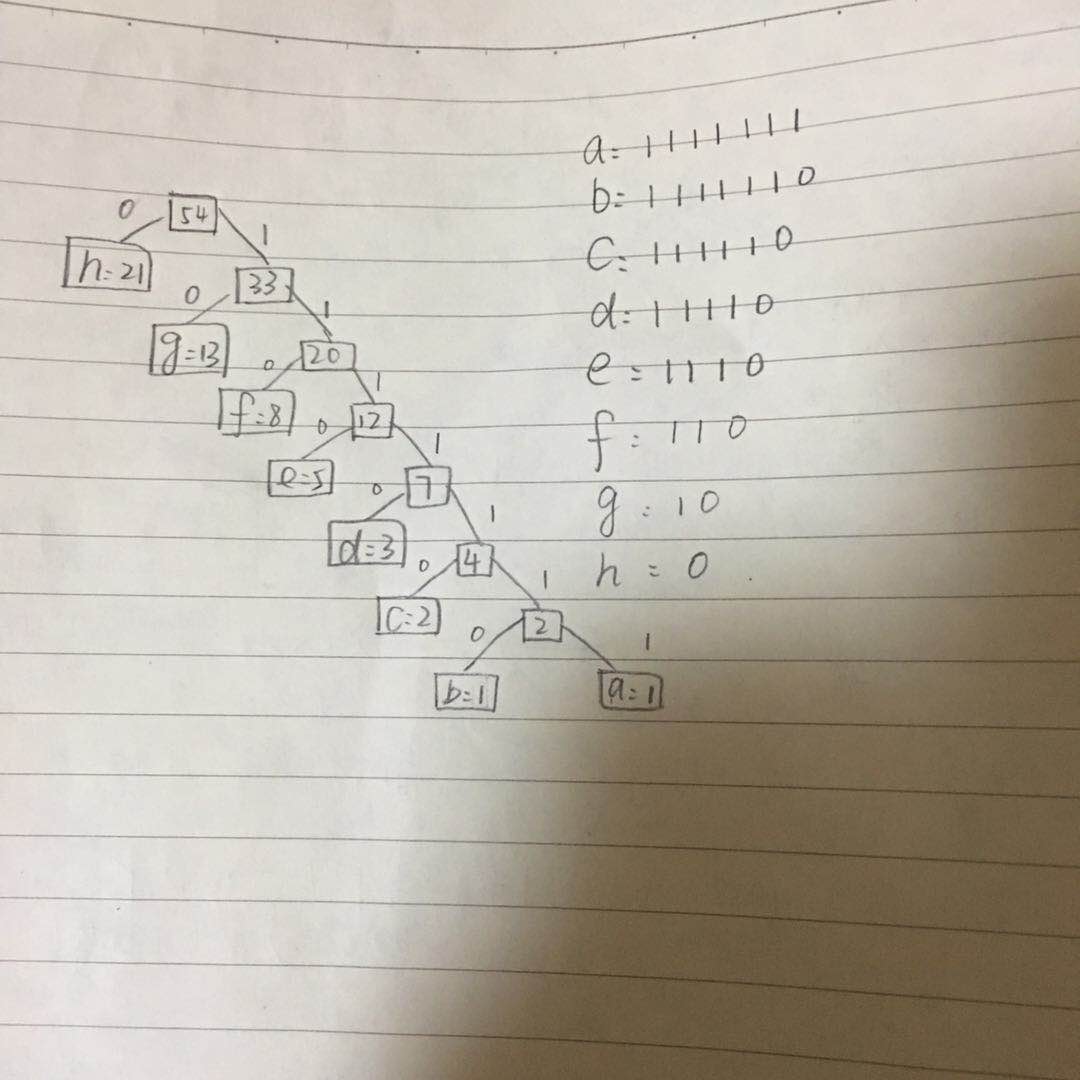 0 54 1
h=21 0 33 1
g=13 0 20 1
f=8 0 12 1
e=5 0 7 1
d=3 0 4 1
c=2 0 2 1
b=1 a=1
a=1111111
b=1111110
c=111110
d=11110
e=1110
f=110
g=10
h=0